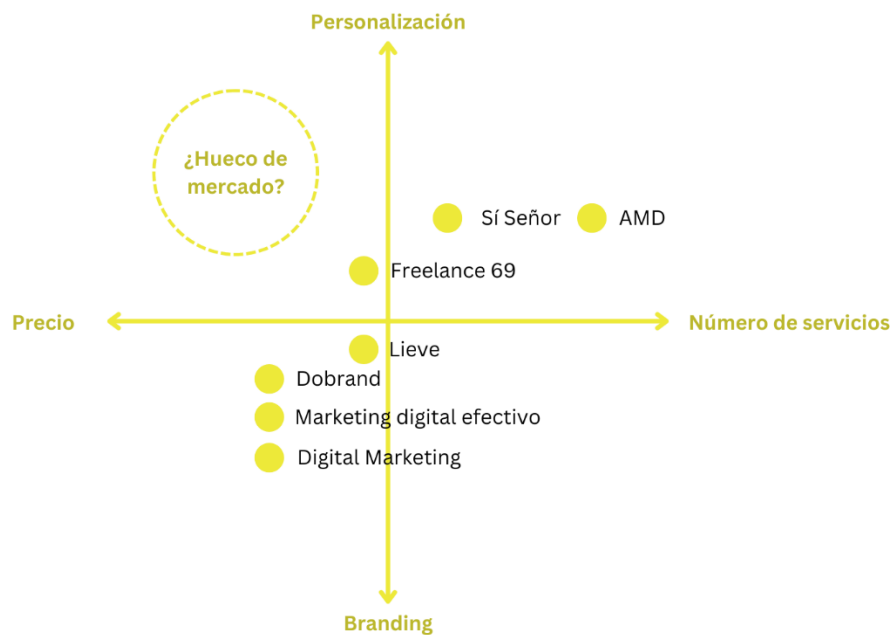 Personalización
¿Hueco de
mercado?
Sí Señor
AMD
Freelance 69
Precio
Número de servicios
Lieve
Dobrand
Marketing digital efectivo
Digital Marketing
Branding